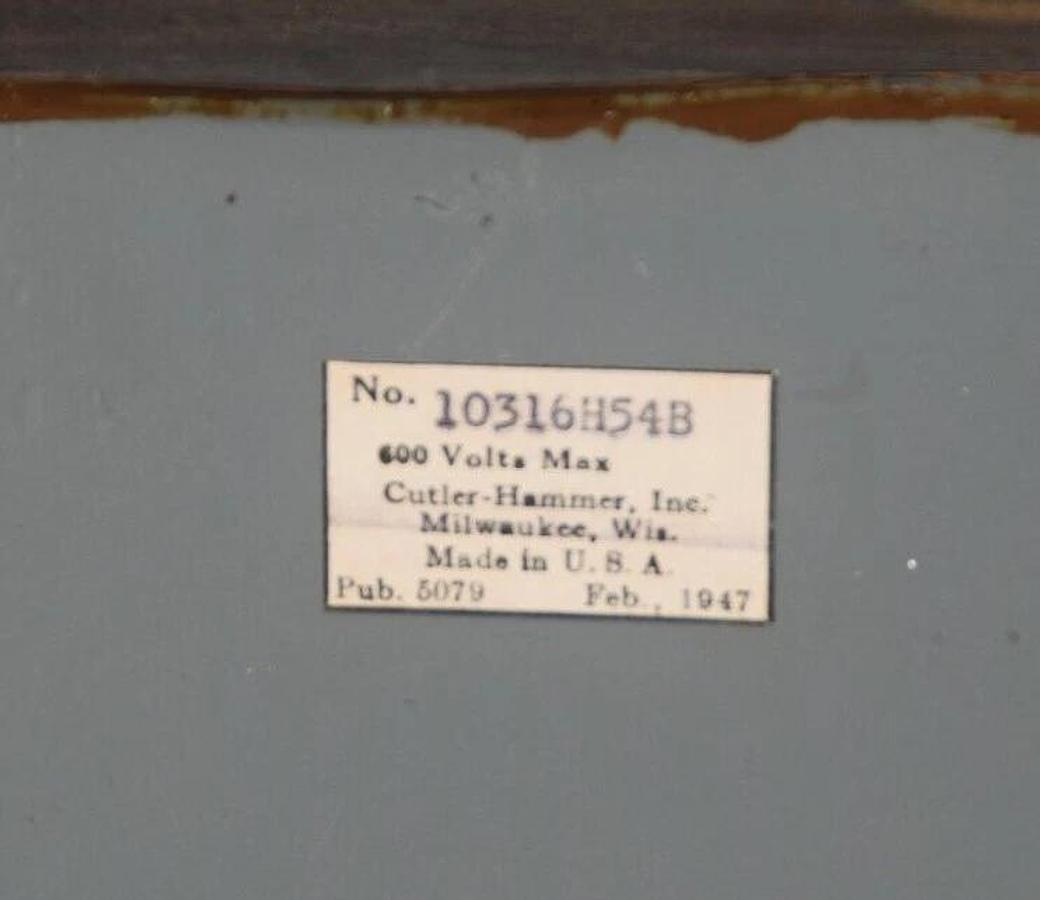 No. 10316H54B
600 Volts Max
Cutler-Hammer, Inc.
Milwaukee, Wis.
Made in U. S. A.
Pub. 5079 Feb., 1947